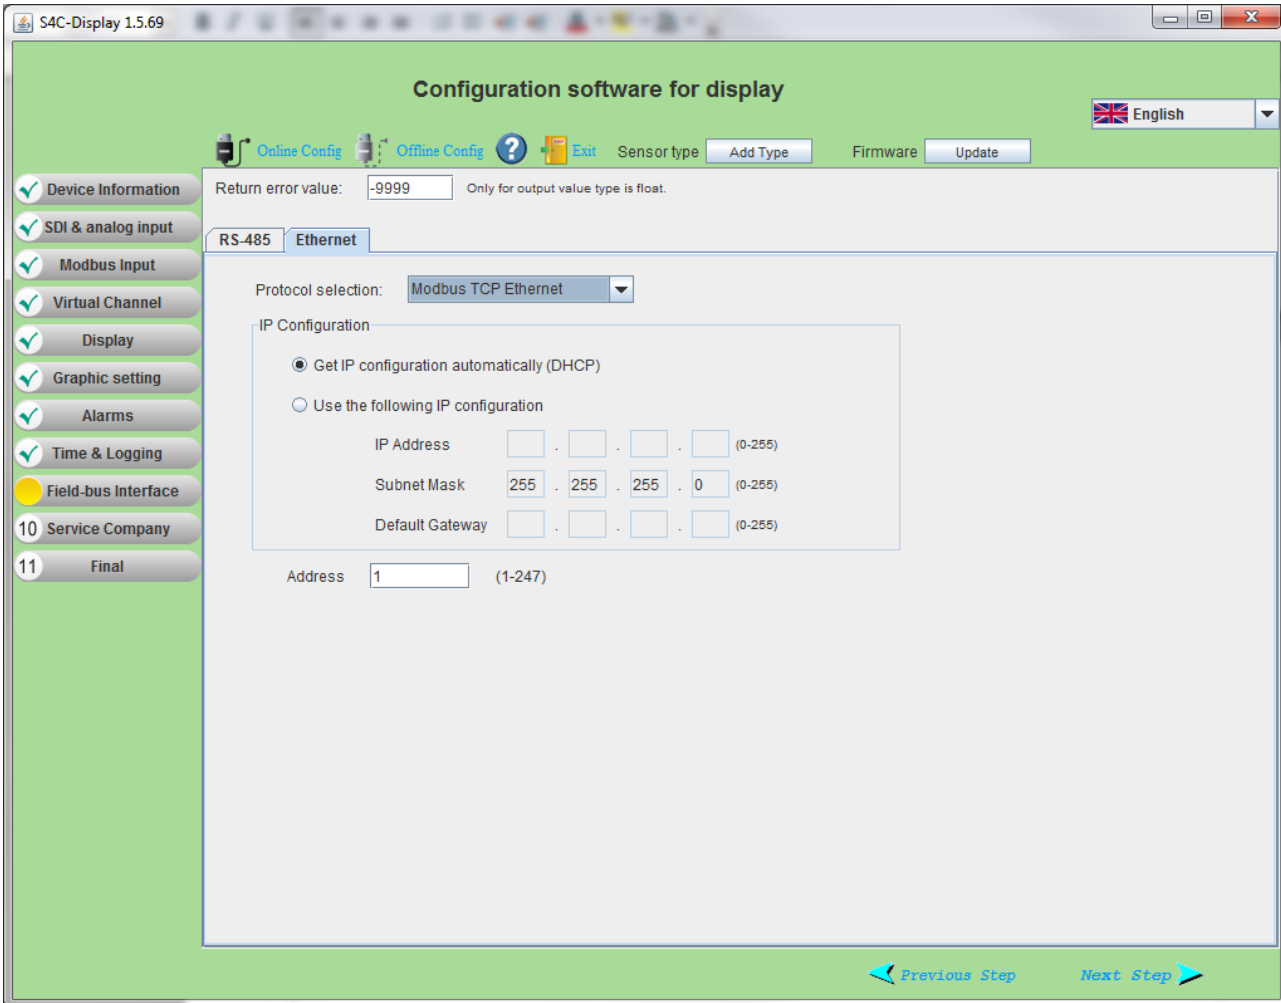 S4C-Display 1.5.69
Configuration software for display
English
Online Config Offline Config ? Exit Sensor type Add Type Firmware Update
Device Information
SDI & analog input
Modbus Input
Virtual Channel
Display
Graphic setting
Alarms
Time & Logging
Field-bus Interface
10 Service Company
11 Final
Return error value: -9999 Only for output value type is float.
RS-485 Ethernet
Protocol selection: Modbus TCP Ethernet
IP Configuration
Get IP configuration automatically (DHCP)
Use the following IP configuration
IP Address . . . (0-255)
Subnet Mask 255 . 255 . 255 . 0 (0-255)
Default Gateway . . . (0-255)
Address 1 (1-247)
Previous Step Next Step